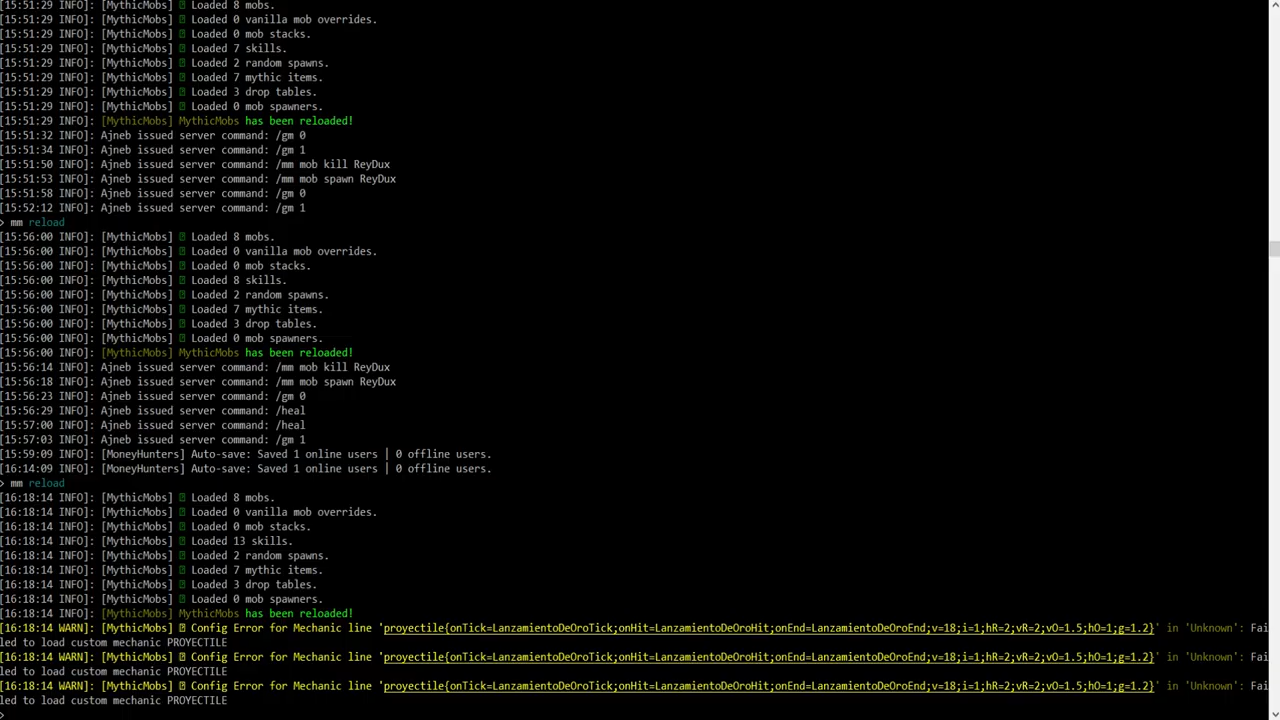 [15:51:29 INFO]: [MythicMobs] Loaded 8 mobs.
[15:51:29 INFO]: [MythicMobs] Loaded 0 vanilla mob overrides.
[15:51:29 INFO]: [MythicMobs] Loaded 0 mob stacks.
[15:51:29 INFO]: [MythicMobs] Loaded 7 skills.
[15:51:29 INFO]: [MythicMobs] Loaded 2 random spawns.
[15:51:29 INFO]: [MythicMobs] Loaded 7 mythic items.
[15:51:29 INFO]: [MythicMobs] Loaded 3 drop tables.
[15:51:29 INFO]: [MythicMobs] Loaded 0 mob spawners.
[15:51:29 INFO]: [MythicMobs] MythicMobs has been reloaded!
[15:51:32 INFO]: Ajneb issued server command: /gm 0
[15:51:34 INFO]: Ajneb issued server command: /gm 1
[15:51:50 INFO]: Ajneb issued server command: /mm mob kill ReyDux
[15:51:53 INFO]: Ajneb issued server command: /mm mob spawn ReyDux
[15:51:58 INFO]: Ajneb issued server command: /gm 0
[15:52:12 INFO]: Ajneb issued server command: /gm 1
> mm reload
[15:56:00 INFO]: [MythicMobs] Loaded 8 mobs.
[15:56:00 INFO]: [MythicMobs] Loaded 0 vanilla mob overrides.
[15:56:00 INFO]: [MythicMobs] Loaded 0 mob stacks.
[15:56:00 INFO]: [MythicMobs] Loaded 8 skills.
[15:56:00 INFO]: [MythicMobs] Loaded 2 random spawns.
[15:56:00 INFO]: [MythicMobs] Loaded 7 mythic items.
[15:56:00 INFO]: [MythicMobs] Loaded 3 drop tables.
[15:56:00 INFO]: [MythicMobs] Loaded 0 mob spawners.
[15:56:00 INFO]: [MythicMobs] MythicMobs has been reloaded!
[15:56:14 INFO]: Ajneb issued server command: /mm mob kill ReyDux
[15:56:18 INFO]: Ajneb issued server command: /mm mob spawn ReyDux
[15:56:23 INFO]: Ajneb issued server command: /gm 0
[15:56:29 INFO]: Ajneb issued server command: /heal
[15:57:00 INFO]: Ajneb issued server command: /heal
[15:57:03 INFO]: Ajneb issued server command: /gm 1
[15:59:09 INFO]: [MoneyHunters] Auto-save: Saved 1 online users | 0 offline users.
[16:14:09 INFO]: [MoneyHunters] Auto-save: Saved 1 online users | 0 offline users.
> mm reload
[16:18:14 INFO]: [MythicMobs] Loaded 8 mobs.
[16:18:14 INFO]: [MythicMobs] Loaded 0 vanilla mob overrides.
[16:18:14 INFO]: [MythicMobs] Loaded 0 mob stacks.
[16:18:14 INFO]: [MythicMobs] Loaded 13 skills.
[16:18:14 INFO]: [MythicMobs] Loaded 2 random spawns.
[16:18:14 INFO]: [MythicMobs] Loaded 7 mythic items.
[16:18:14 INFO]: [MythicMobs] Loaded 3 drop tables.
[16:18:14 INFO]: [MythicMobs] Loaded 0 mob spawners.
[16:18:14 INFO]: [MythicMobs] MythicMobs has been reloaded!
[16:18:14 WARN]: [MythicMobs] Config Error for Mechanic line 'proyectile{onTick=LanzamientoDeOroTick;onHit=LanzamientoDeOroHit;onEnd=LanzamientoDeOroEnd;v=18;i=1;hR=2;vR=2;vO=1.5;hO=1;g=1.2}' in 'Unknown': Fai
led to load custom mechanic PROYECTILE
[16:18:14 WARN]: [MythicMobs] Config Error for Mechanic line 'proyectile{onTick=LanzamientoDeOroTick;onHit=LanzamientoDeOroHit;onEnd=LanzamientoDeOroEnd;v=18;i=1;hR=2;vR=2;vO=1.5;hO=1;g=1.2}' in 'Unknown': Fai
led to load custom mechanic PROYECTILE
[16:18:14 WARN]: [MythicMobs] Config Error for Mechanic line 'proyectile{onTick=LanzamientoDeOroTick;onHit=LanzamientoDeOroHit;onEnd=LanzamientoDeOroEnd;v=18;i=1;hR=2;vR=2;vO=1.5;hO=1;g=1.2}' in 'Unknown': Fai
led to load custom mechanic PROYECTILE
>